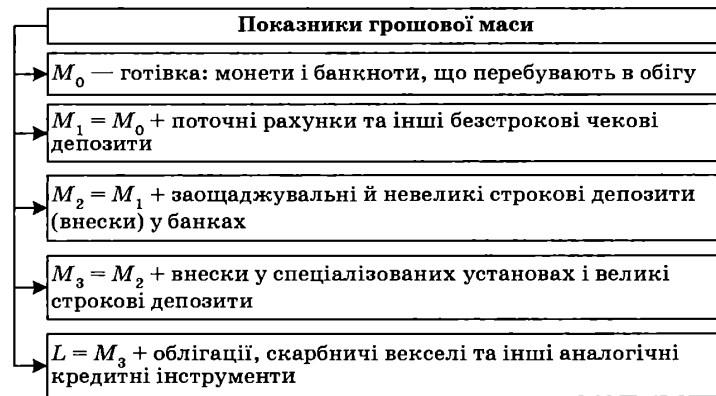 Показники грошової маси
M₀ — готівка: монети і банкноти, що перебувають в обігу
M₁ = M₀ + поточні рахунки та інші безстрокові чекові
депозити
M₂ = M₁ + заощаджувальні й невеликі строкові депозити
(внески) у банках
M₃ = M₂ + внески у спеціалізованих установах і великі
строкові депозити
L = M₃ + облігації, скарбничі векселі та інші аналогічні
кредитні інструменти